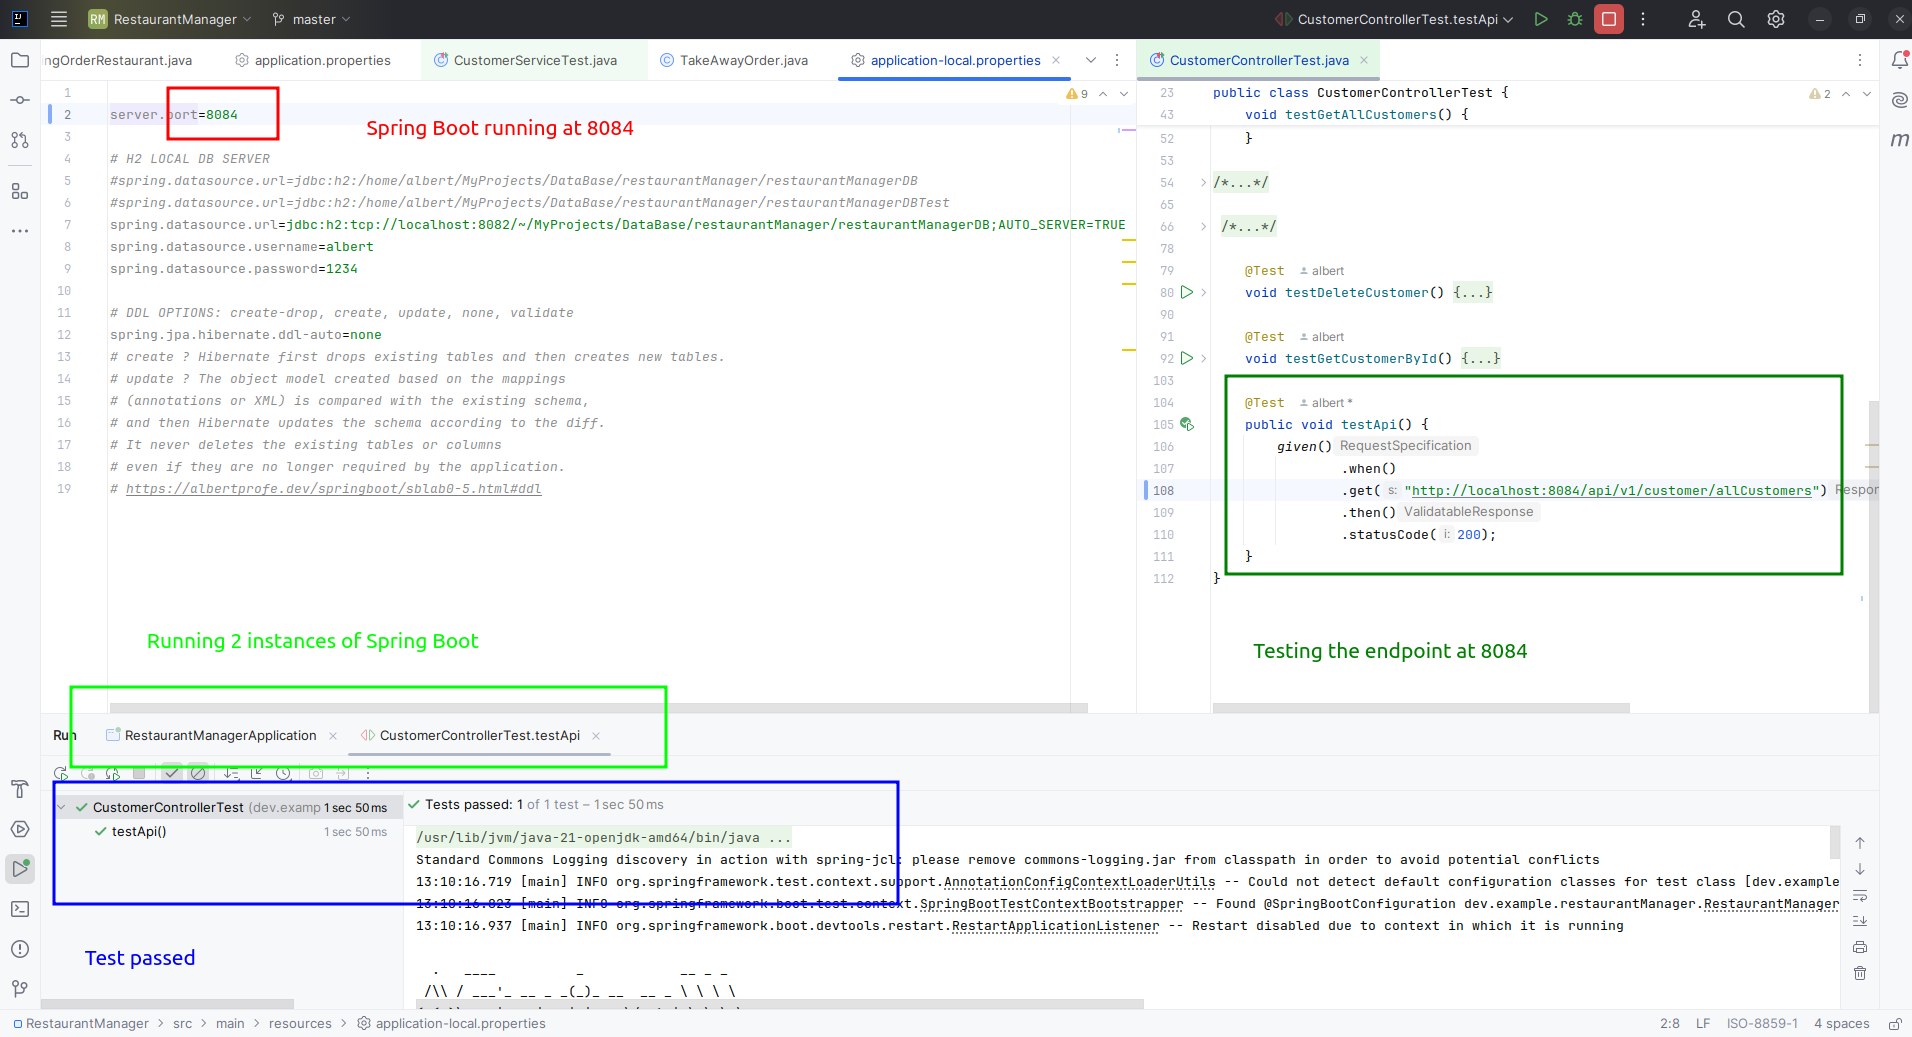 RM RestaurantManager master CustomerControllerTest.testApi
ingOrderRestaurant.java application.properties CustomerServiceTest.java TakeAwayOrder.java application-local.properties CustomerControllerTest.java
1
2 server.port=8084
3
4 # H2 LOCAL DB SERVER
5 #spring.datasource.url=jdbc:h2:/home/albert/MyProjects/DataBase/restaurantManager/restaurantManagerDB
6 #spring.datasource.url=jdbc:h2:/home/albert/MyProjects/DataBase/restaurantManager/restaurantManagerDBTest
7 spring.datasource.url=jdbc:h2:tcp://localhost:8082/~/MyProjects/DataBase/restaurantManager/restaurantManagerDB;AUTO_SERVER=TRUE
8 spring.datasource.username=albert
9 spring.datasource.password=1234
10
11 # DDL OPTIONS: create-drop, create, update, none, validate
12 spring.jpa.hibernate.ddl-auto=none
13 # create ? Hibernate first drops existing tables and then creates new tables.
14 # update ? The object model created based on the mappings
15 # (annotations or XML) is compared with the existing schema,
16 # and then Hibernate updates the schema according to the diff.
17 # It never deletes the existing tables or columns
18 # even if they are no longer required by the application.
19 # https://albertprofe.dev/springboot/sblab0-5.html#ddl
9
Spring Boot running at 8084
Running 2 instances of Spring Boot
23 public class CustomerControllerTest {
2
43 void testGetAllCustomers() {
52 }
53
54 /*...*/
65
66 /*...*/
78
79 @Test albert
80 void testDeleteCustomer() {...}
90
91 @Test albert
92 void testGetCustomerById() {...}
103
104 @Test albert *
105 public void testApi() {
106 given() RequestSpecification
107 .when()
108 .get( s: "http://localhost:8084/api/v1/customer/allCustomers") Respon
109 .then() ValidatableResponse
110 .statusCode( i: 200);
111 }
112 }
Testing the endpoint at 8084
Run RestaurantManagerApplication CustomerControllerTest.testApi
CustomerControllerTest (dev.examp 1 sec 50 ms
testApi() 1 sec 50 ms
Test passed
Tests passed: 1 of 1 test – 1 sec 50 ms
/usr/lib/jvm/java-21-openjdk-amd64/bin/java ...
Standard Commons Logging discovery in action with spring-jcl: please remove commons-logging.jar from classpath in order to avoid potential conflicts
13:10:16.719 [main] INFO org.springframework.test.context.support.AnnotationConfigContextLoaderUtils -- Could not detect default configuration classes for test class [dev.example
13:10:16.823 [main] INFO org.springframework.boot.test.context.SpringBootTestContextBootstrapper -- Found @SpringBootConfiguration dev.example.restaurantManager.RestaurantManager
13:10:16.937 [main] INFO org.springframework.boot.devtools.restart.RestartApplicationListener -- Restart disabled due to context in which it is running
RestaurantManager > src > main > resources > application-local.properties
2:8 LF ISO-8859-1 4 spaces